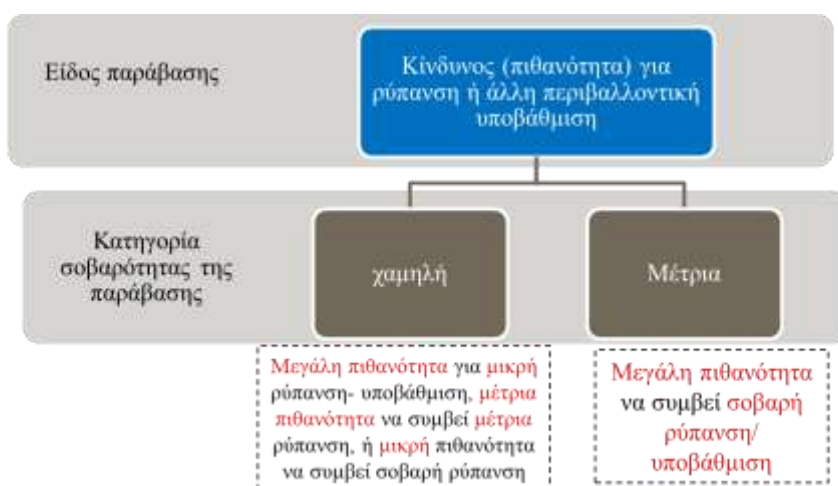 Είδος παράβασης
Κίνδυνος (πιθανότητα) για
ρύπανση ή άλλη περιβαλλοντική
υποβάθμιση
Κατηγορία
σοβαρότητας της
παράβασης
χαμηλή
Μέτρια
Μεγάλη πιθανότητα για μικρή
ρύπανση- υποβάθμιση, μέτρια
πιθανότητα να συμβεί μέτρια
ρύπανση, ή μικρή πιθανότητα
να συμβεί σοβαρή ρύπανση
Μεγάλη πιθανότητα
να συμβεί σοβαρή
ρύπανση/
υποβάθμιση